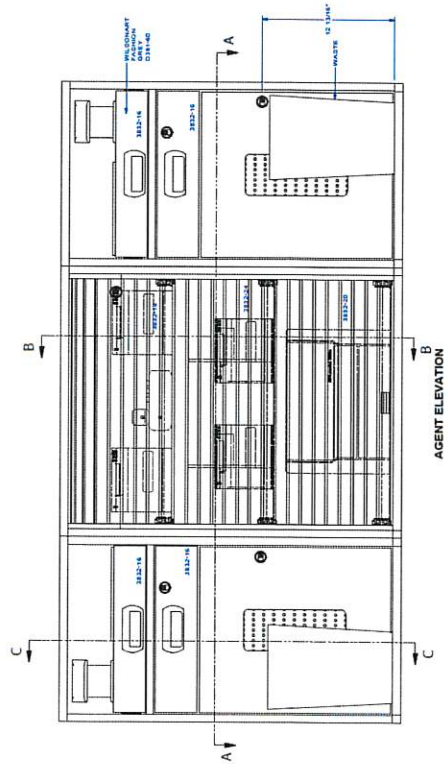 WILSONART
FASHION
GREY
D381-60
3832-16
3832-16
A
12 13/16"
WASTE
B
3832-24
3832-20
B
AGENT ELEVATION
3832-16
3832-16
C
C
A